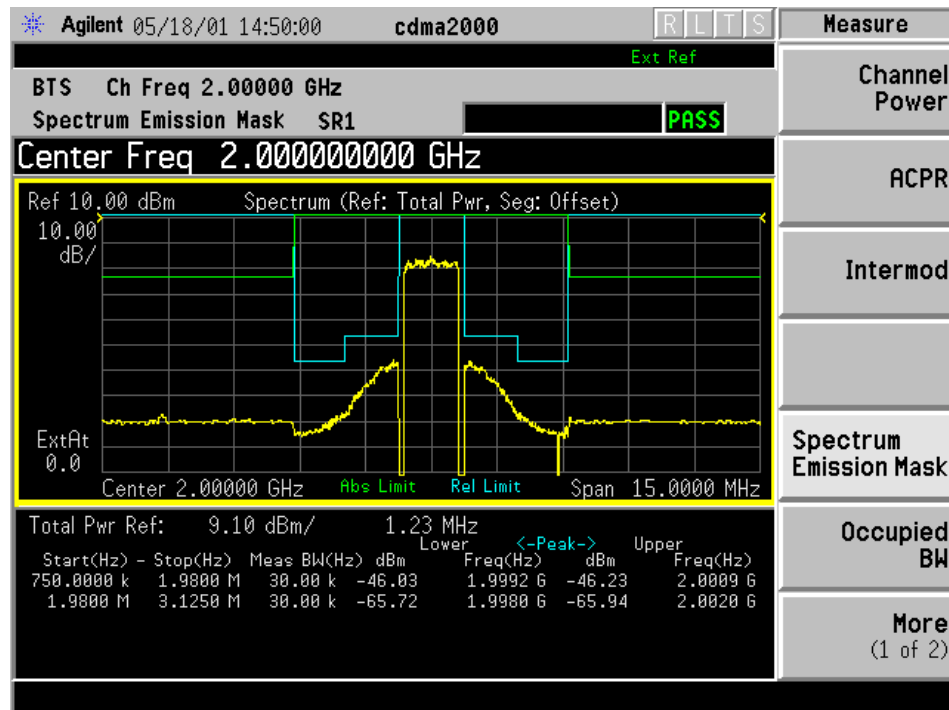 Agilent 05/18/01 14:50:00 cdma2000 R L T S
Measure
Ext Ref
BTS Ch Freq 2.00000 GHz
Spectrum Emission Mask SR1 PASS
Center Freq 2.000000000 GHz
Ref 10.00 dBm Spectrum (Ref: Total Pwr, Seg: Offset)
10.00
dB/
ExtAt
0.0
Center 2.00000 GHz Abs Limit Rel Limit Span 15.0000 MHz
Total Pwr Ref: 9.10 dBm/ 1.23 MHz
Lower <-Peak-> Upper
Start(Hz) - Stop(Hz) Meas BW(Hz) dBm Freq(Hz) dBm Freq(Hz)
750.0000 k 1.9800 M 30.00 k -46.03 1.9992 G -46.23 2.0009 G
1.9800 M 3.1250 M 30.00 k -65.72 1.9980 G -65.94 2.0020 G
Channel
Power
ACPR
Intermod
Spectrum
Emission Mask
Occupied
BW
More
(1 of 2)